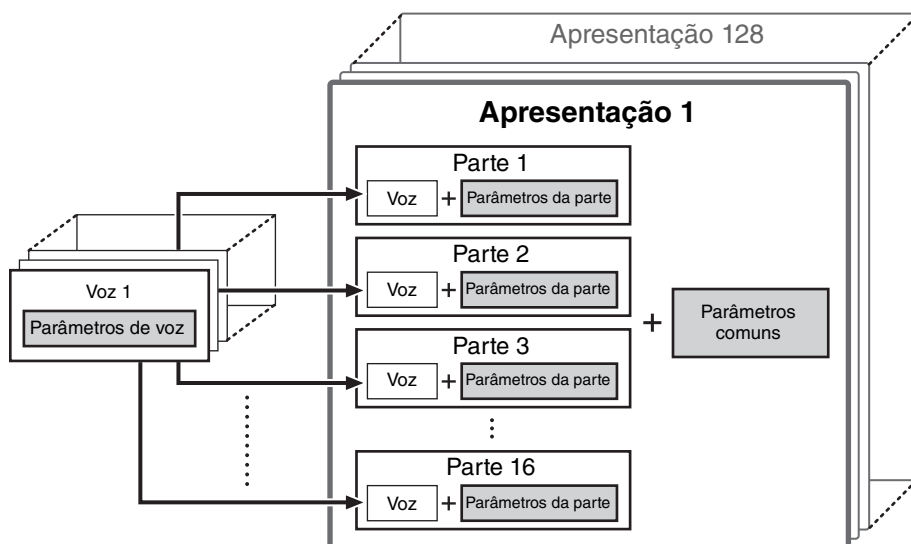 Apresentação 128
Apresentação 1
Parte 1
Voz + Parâmetros da parte
Parte 2
Voz + Parâmetros da parte
Voz 1
Parâmetros de voz
+
Parâmetros
comuns
Parte 3
Voz + Parâmetros da parte
Parte 16
Voz + Parâmetros da parte